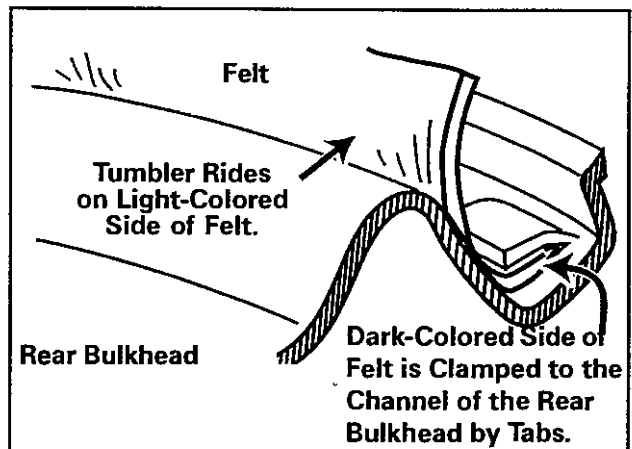 Felt
Tumbler Rides
on Light-Colored
Side of Felt.
Rear Bulkhead
Dark-Colored Side of
Felt is Clamped to the
Channel of the Rear
Bulkhead by Tabs.